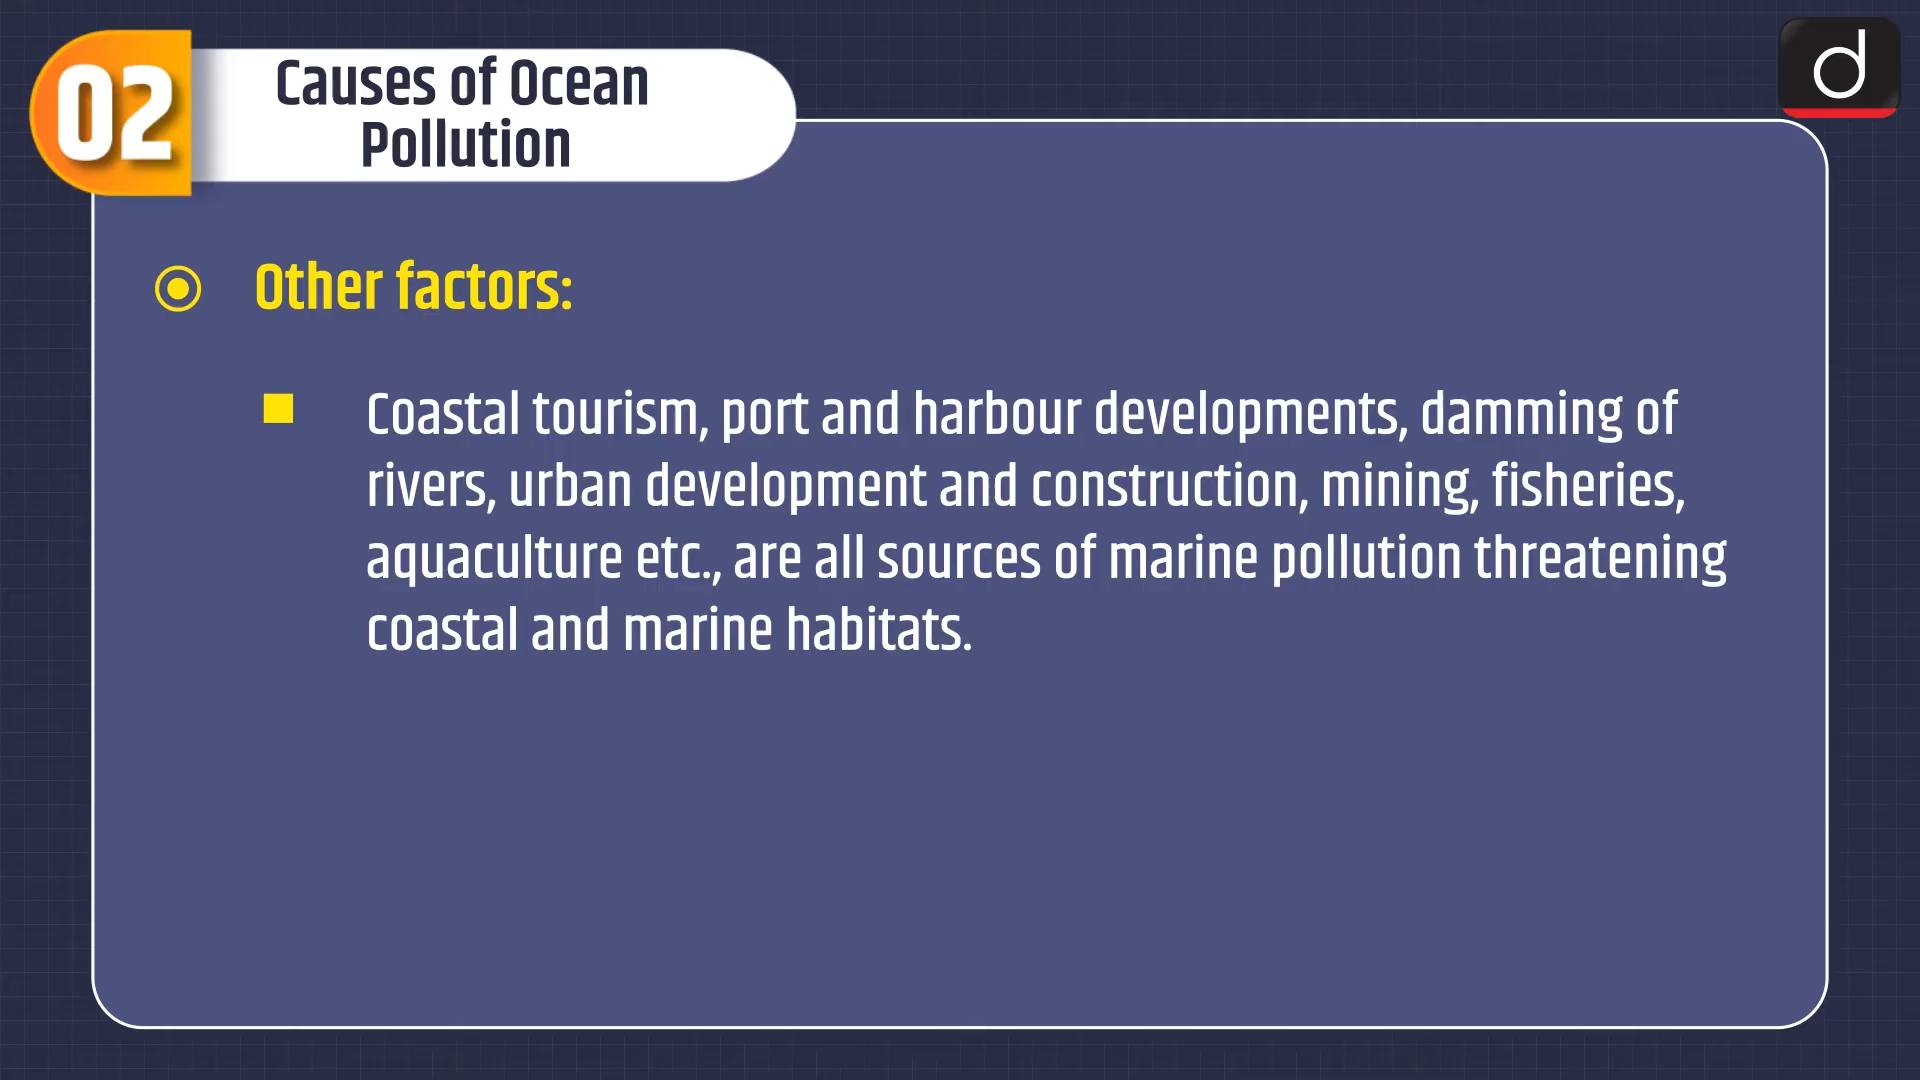 02
Causes of Ocean
Pollution
d
Other factors:
Coastal tourism, port and harbour developments, damming of
rivers, urban development and construction, mining, fisheries,
aquaculture etc., are all sources of marine pollution threatening
coastal and marine habitats.